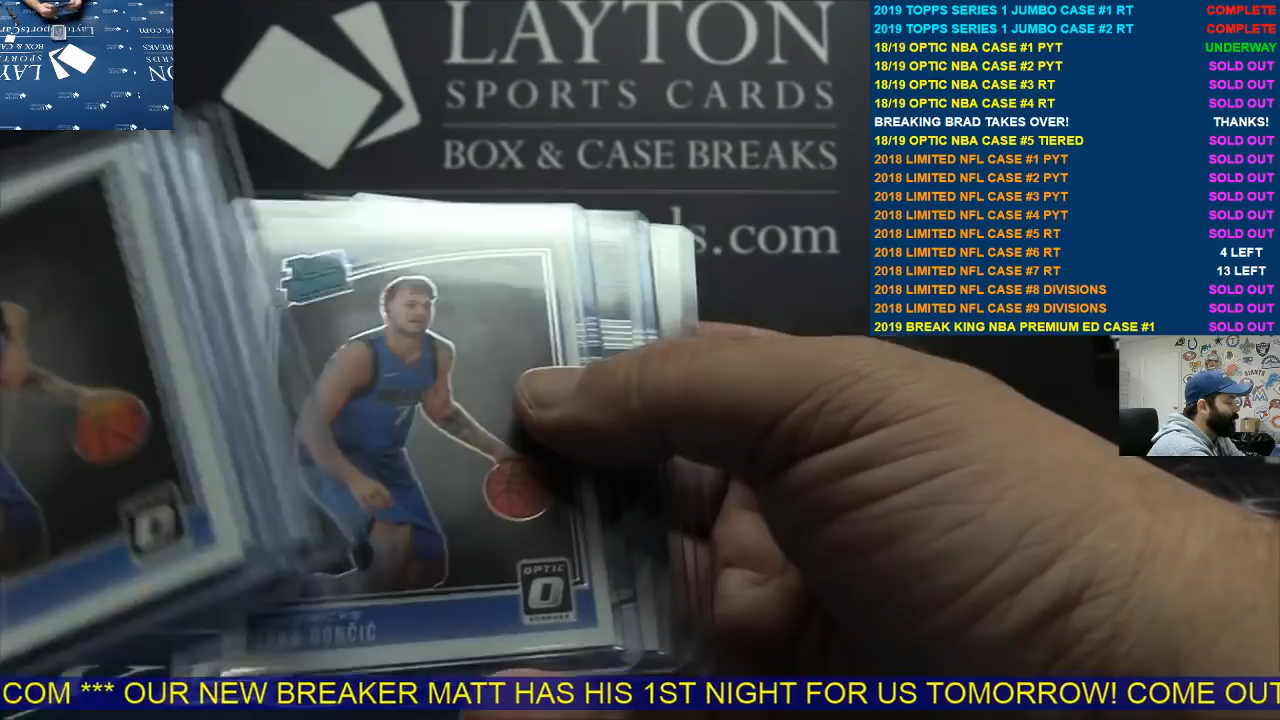 LAYTON
SPORTS CARDS
BOX & CASE BREAKS
s.com
2019 TOPPS SERIES 1 JUMBO CASE #1 RT COMPLETE
2019 TOPPS SERIES 1 JUMBO CASE #2 RT COMPLETE
18/19 OPTIC NBA CASE #1 PYT UNDERWAY
18/19 OPTIC NBA CASE #2 PYT SOLD OUT
18/19 OPTIC NBA CASE #3 RT SOLD OUT
18/19 OPTIC NBA CASE #4 RT SOLD OUT
BREAKING BRAD TAKES OVER! THANKS!
18/19 OPTIC NBA CASE #5 TIERED SOLD OUT
2018 LIMITED NFL CASE #1 PYT SOLD OUT
2018 LIMITED NFL CASE #2 PYT SOLD OUT
2018 LIMITED NFL CASE #3 PYT SOLD OUT
2018 LIMITED NFL CASE #4 PYT SOLD OUT
2018 LIMITED NFL CASE #5 RT SOLD OUT
2018 LIMITED NFL CASE #6 RT 4 LEFT
2018 LIMITED NFL CASE #7 RT 13 LEFT
2018 LIMITED NFL CASE #8 DIVISIONS SOLD OUT
2018 LIMITED NFL CASE #9 DIVISIONS SOLD OUT
2019 BREAK KING NBA PREMIUM ED CASE #1 SOLD OUT
OPTIC
LUKA DONČIĆ
COM *** OUR NEW BREAKER MATT HAS HIS 1ST NIGHT FOR US TOMORROW! COME OUT